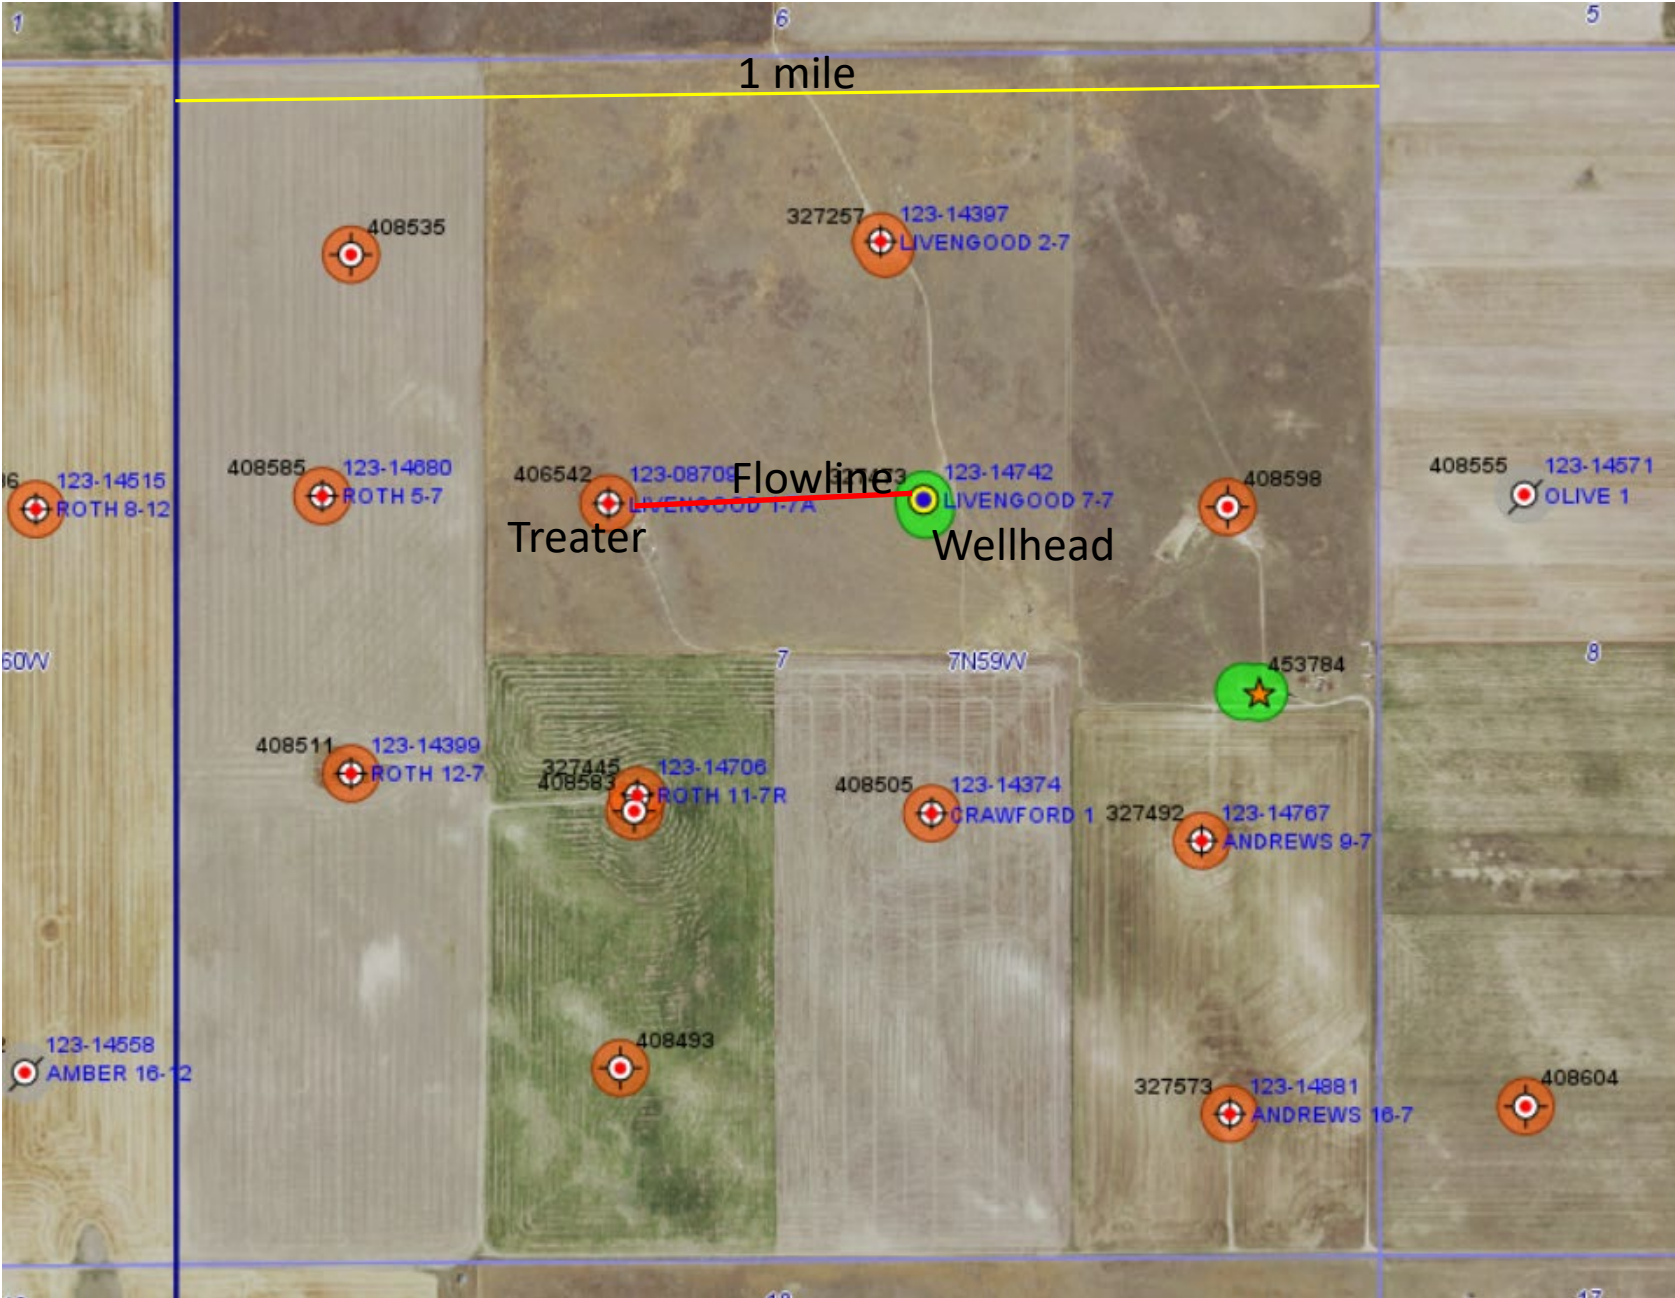 1
6
5
1 mile
408535
327257
123-14397
LIVENGOOD 2-7
123-14515
ROTH 8-12
408585
123-14680
ROTH 5-7
406542
123-08709
LIVENGOOD 1-7A
Flowline
123-14742
LIVENGOOD 7-7
408598
408555
123-14571
OLIVE 1
Treater
Wellhead
60W
7
7N59W
453784
8
408511
123-14399
ROTH 12-7
327445
408583
123-14706
ROTH 11-7R
408505
123-14374
CRAWFORD 1
327492
123-14767
ANDREWS 9-7
123-14558
AMBER 16-12
408493
327573
123-14881
ANDREWS 16-7
408604